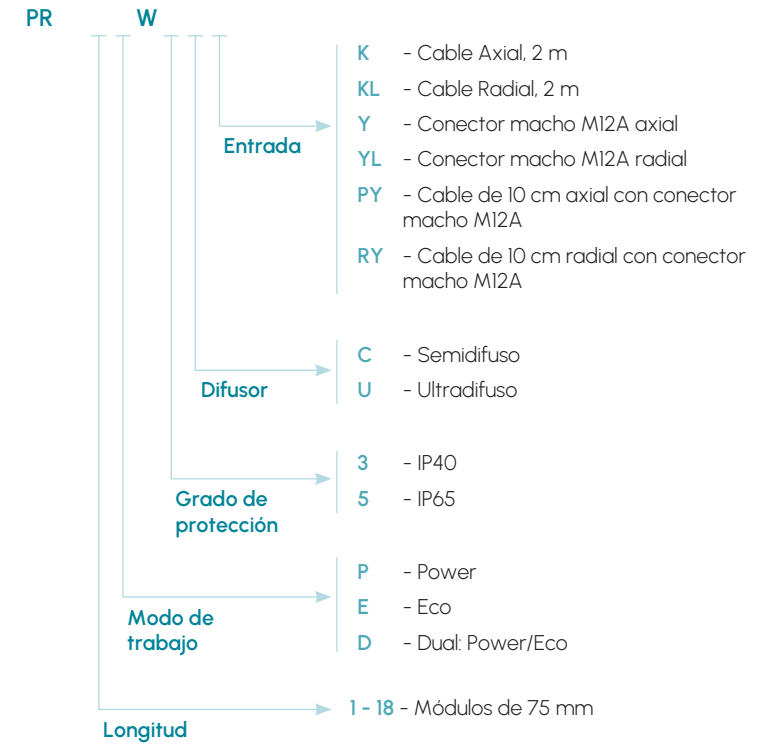 PR W
K - Cable Axial, 2 m
KL - Cable Radial, 2 m
Y - Conector macho M12A axial
Entrada
YL - Conector macho M12A radial
PY - Cable de 10 cm axial con conector
macho M12A
RY - Cable de 10 cm radial con conector
macho M12A
C - Semidifuso
Difusor
U - Ultradifuso
3 - IP40
Grado de
protección
5 - IP65
P - Power
E - Eco
Modo de
trabajo
D - Dual: Power/Eco
1 - 18 - Módulos de 75 mm
Longitud